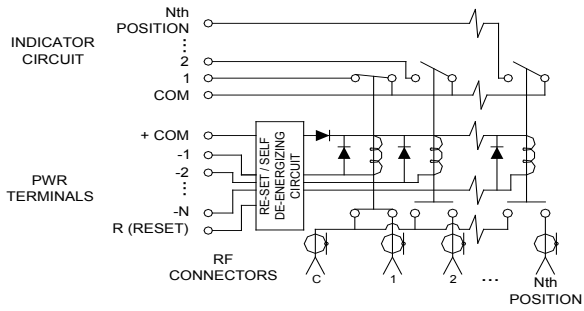 Nth
POSITION
INDICATOR
CIRCUIT
2
1
COM
+ COM
-1
-2
PWR
TERMINALS
-N
R (RESET)
RE-SET / SELF
DE-ENERGIZING
CIRCUIT
RF
CONNECTORS
C
1
2
...
Nth
POSITION